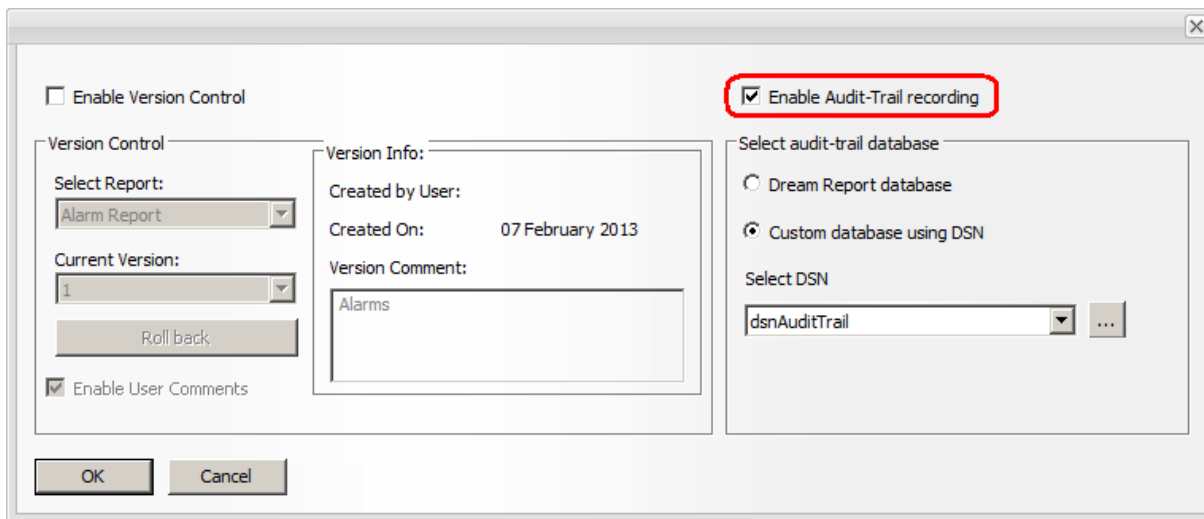 Enable Version Control
Enable Audit-Trail recording
Version Control
Select Report:
Alarm Report
Current Version:
1
Roll back
Enable User Comments
Version Info:
Created by User:
Created On: 07 February 2013
Version Comment:
Alarms
Select audit-trail database
Dream Report database
Custom database using DSN
Select DSN
dsnAuditTrail
...
OK
Cancel